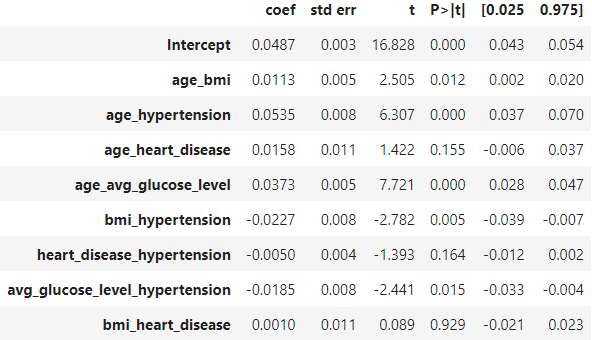 coef std err t P>|t| [0.025 0.975]
Intercept 0.0487 0.003 16.828 0.000 0.043 0.054
age_bmi 0.0113 0.005 2.505 0.012 0.002 0.020
age_hypertension 0.0535 0.008 6.307 0.000 0.037 0.070
age_heart_disease 0.0158 0.011 1.422 0.155 -0.006 0.037
age_avg_glucose_level 0.0373 0.005 7.721 0.000 0.028 0.047
bmi_hypertension -0.0227 0.008 -2.782 0.005 -0.039 -0.007
heart_disease_hypertension -0.0050 0.004 -1.393 0.164 -0.012 0.002
avg_glucose_level_hypertension -0.0185 0.008 -2.441 0.015 -0.033 -0.004
bmi_heart_disease 0.0010 0.011 0.089 0.929 -0.021 0.023